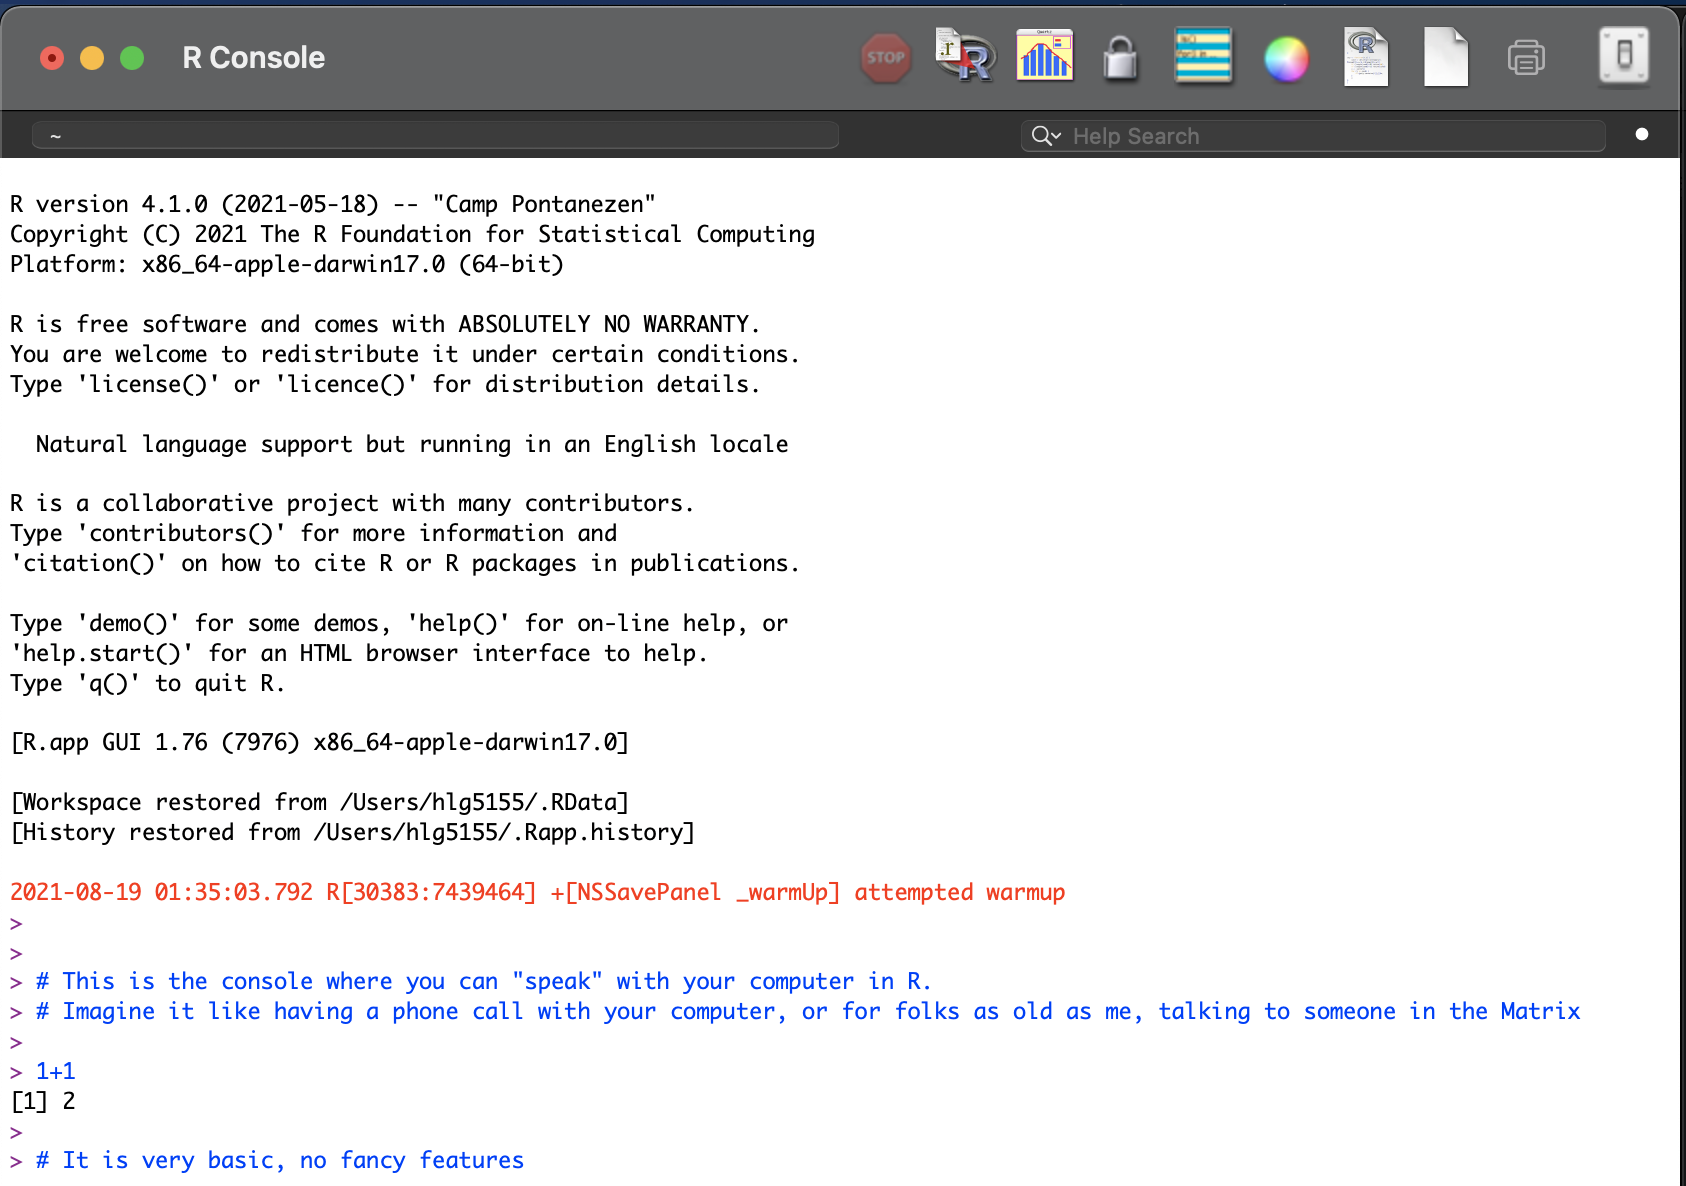 R Console
STOP
~
Help Search
R version 4.1.0 (2021-05-18) -- "Camp Pontanezen"
Copyright (C) 2021 The R Foundation for Statistical Computing
Platform: x86_64-apple-darwin17.0 (64-bit)
R is free software and comes with ABSOLUTELY NO WARRANTY.
You are welcome to redistribute it under certain conditions.
Type 'license()' or 'licence()' for distribution details.
Natural language support but running in an English locale
R is a collaborative project with many contributors.
Type 'contributors()' for more information and
'citation()' on how to cite R or R packages in publications.
Type 'demo()' for some demos, 'help()' for on-line help, or
'help.start()' for an HTML browser interface to help.
Type 'q()' to quit R.
[R.app GUI 1.76 (7976) x86_64-apple-darwin17.0]
[Workspace restored from /Users/hlg5155/.RData]
[History restored from /Users/hlg5155/.Rapp.history]
2021-08-19 01:35:03.792 R[30383:7439464] +[NSSavePanel _warmUp] attempted warmup
>
>
> # This is the console where you can "speak" with your computer in R.
> # Imagine it like having a phone call with your computer, or for folks as old as me, talking to someone in the Matrix
>
> 1+1
[1] 2
>
> # It is very basic, no fancy features